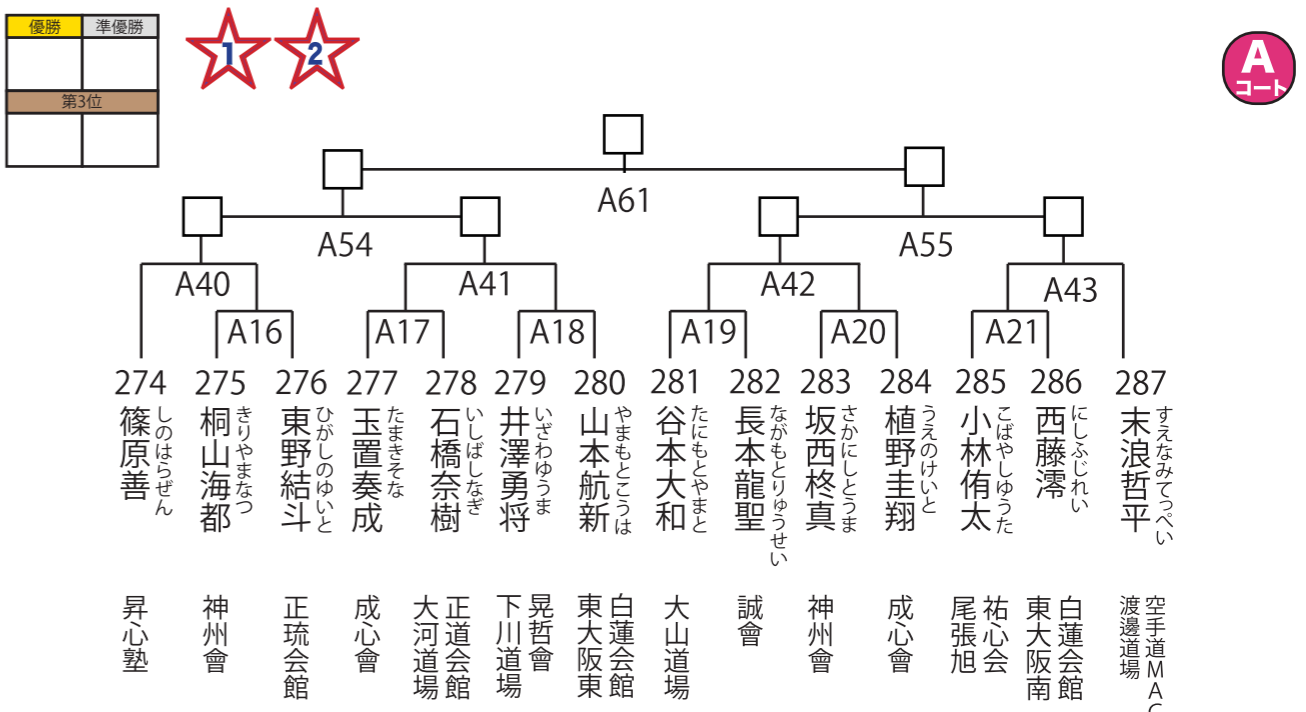 優勝 準優勝
第3位
1 2
A
コート
A61
A54 A55
A40 A41 A42 A43
A16 A17 A18 A19 A20 A21
274 275 276 277 278 279 280 281 282 283 284 285 286 287
しのはらぜん
篠原善
昇心塾
きりやまなつ
桐山海都
神州會
ひがしのゆいと
東野結斗
正琉会館
たまきそな
玉置奏成
成心會
いしばしなぎ
石橋奈樹
正道会館
大河道場
いざわゆうま
井澤勇将
晃哲會
下川道場
やまもとこうは
山本航新
白蓮会館
東大阪東
たにもとやまと
谷本大和
大山道場
ながもとりゅうせい
長本龍聖
誠會
さかにしとうま
坂西柊真
神州會
うえのけいと
植野圭翔
成心會
こばやしゆうた
小林侑太
祐心会
尾張旭
にしふじれい
西藤澪
白蓮会館
東大阪南
すえなみてっぺい
末浪哲平
空手道MAC
渡邊道場